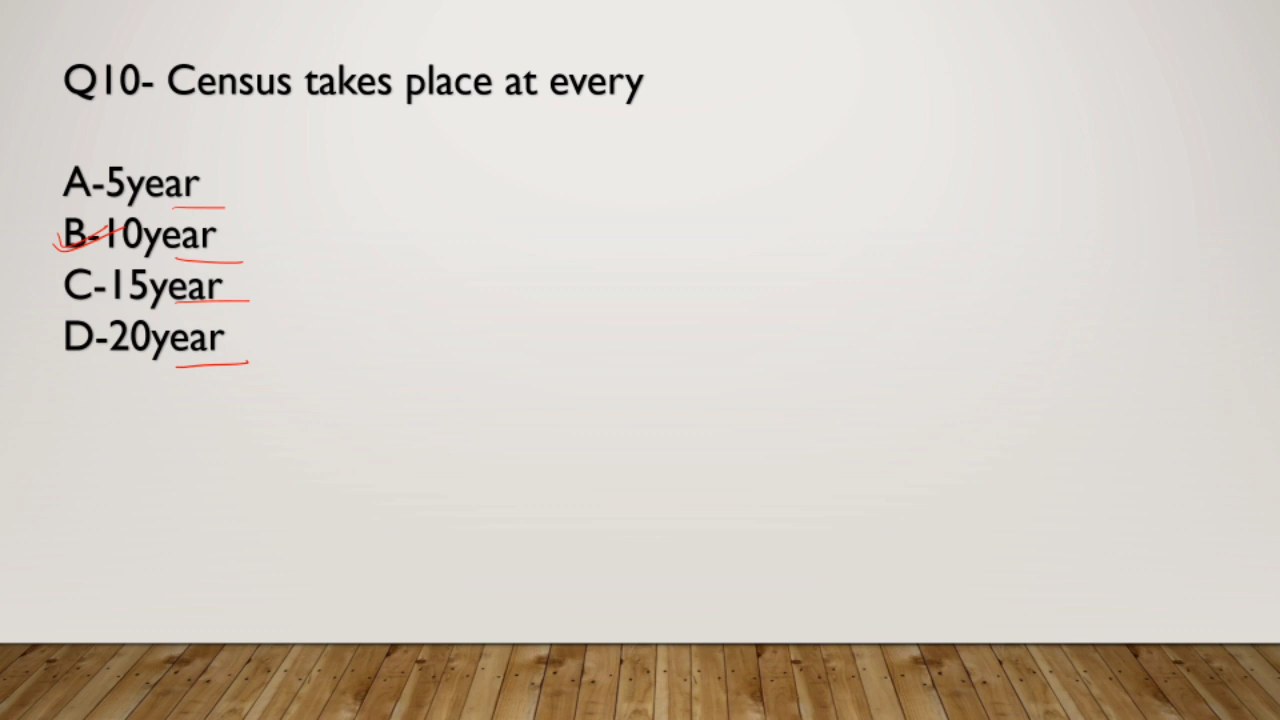 Q10- Census takes place at every
A-5year
B-10year
C-15year
D-20year